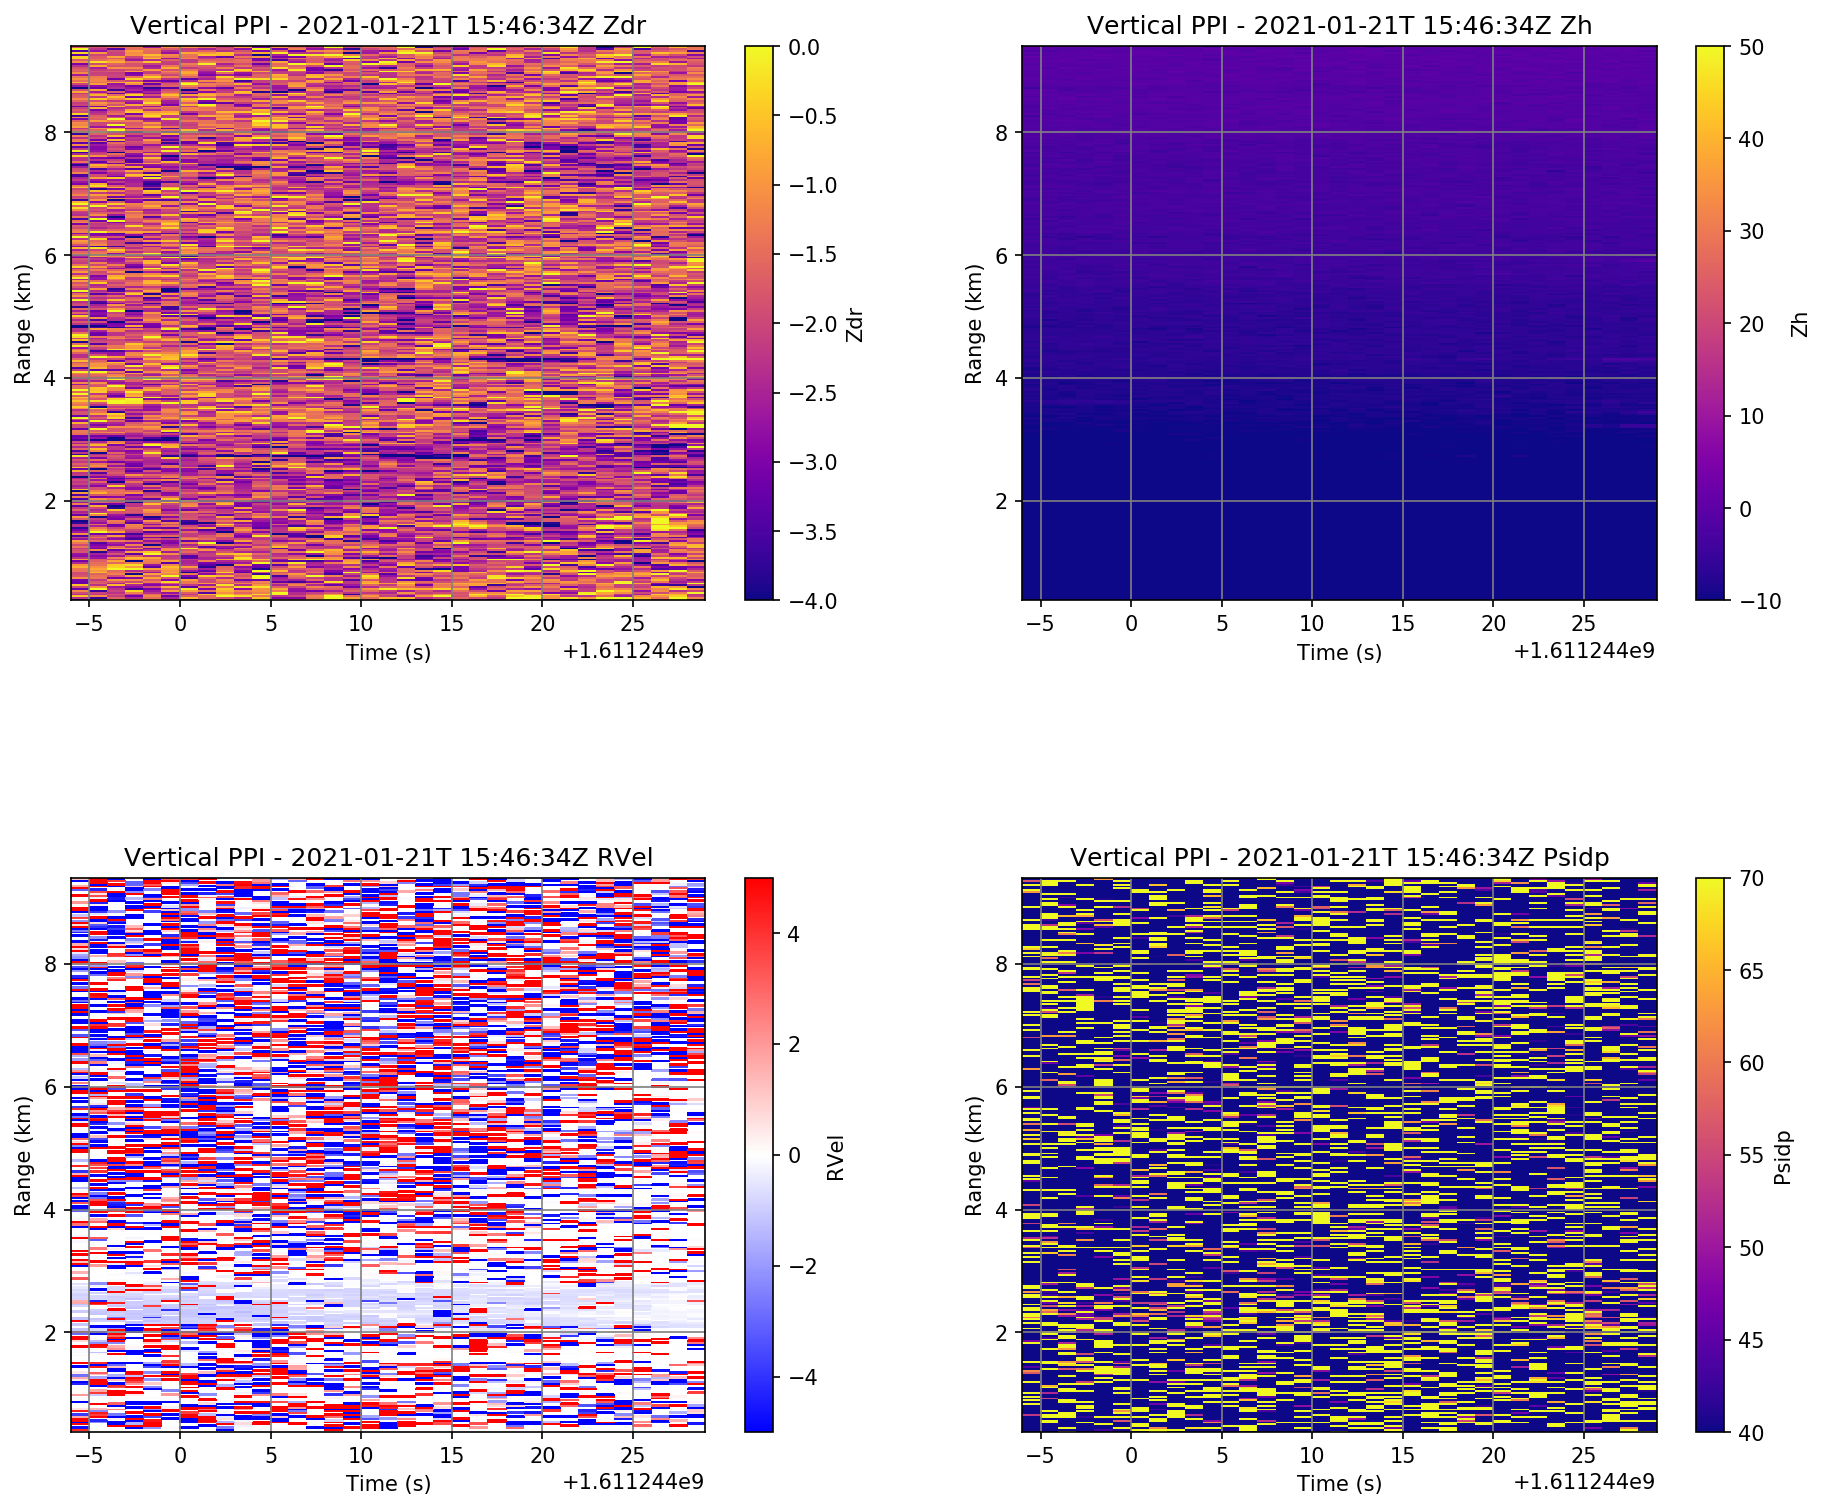 Vertical PPI - 2021-01-21T 15:46:34Z Zdr
Range (km)
8
6
4
2
−5 0 5 10 15 20 25
Time (s)
+1.611244e9
0.0
−0.5
−1.0
−1.5
−2.0
−2.5
−3.0
−3.5
−4.0
Zdr
Vertical PPI - 2021-01-21T 15:46:34Z Zh
Range (km)
8
6
4
2
−5 0 5 10 15 20 25
Time (s)
+1.611244e9
50
40
30
20
10
0
−10
Zh
Vertical PPI - 2021-01-21T 15:46:34Z RVel
Range (km)
8
6
4
2
−5 0 5 10 15 20 25
Time (s)
+1.611244e9
4
2
0
−2
−4
RVel
Vertical PPI - 2021-01-21T 15:46:34Z Psidp
Range (km)
8
6
4
2
−5 0 5 10 15 20 25
Time (s)
+1.611244e9
70
65
60
55
50
45
40
Psidp